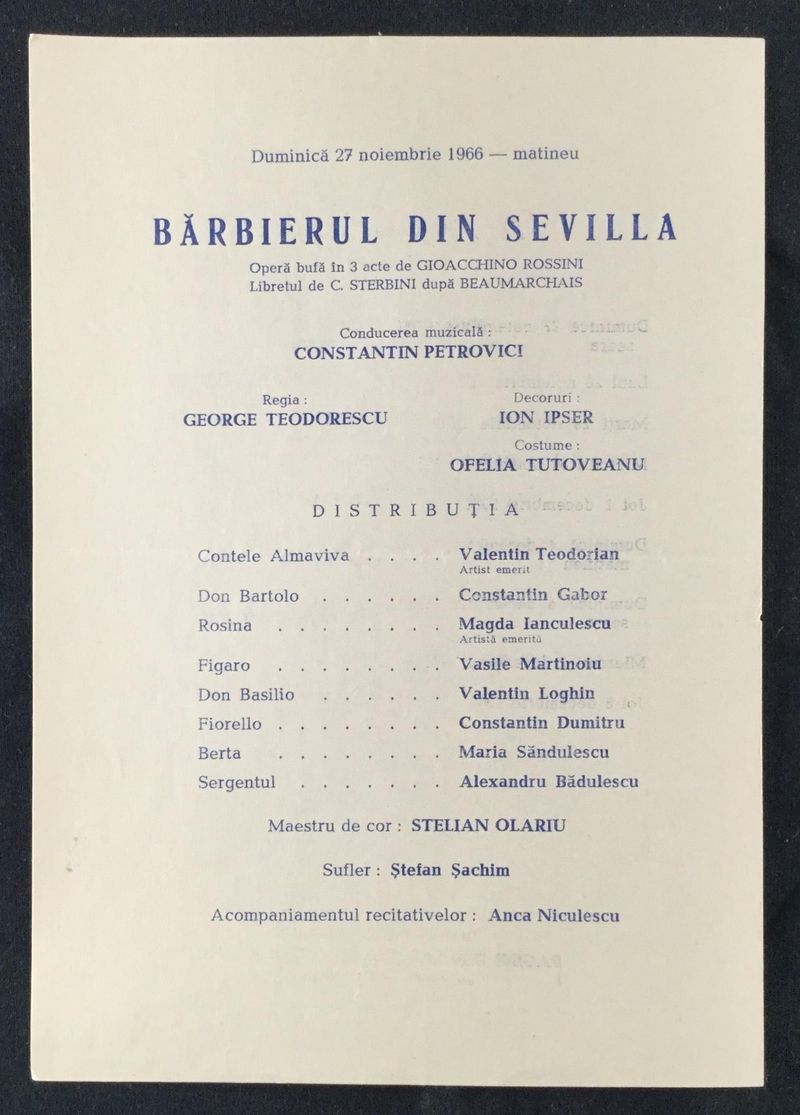 Duminică 27 noiembrie 1966 — matineu
BĂRBIERUL DIN SEVILLA
Operă bufă în 3 acte de GIOACCHINO ROSSINI
Libretul de C. STERBINI după BEAUMARCHAIS
Conducerea muzicală :
CONSTANTIN PETROVICI
Regia :
GEORGE TEODORESCU
Decoruri :
ION IPSER
Costume :
OFELIA TUTOVEANU
DISTRIBUȚIA
Contele Almaviva . . . . Valentin Teodorian
Artist emerit
Don Bartolo . . . . . . Constantin Gabor
Rosina . . . . . . . . Magda Ianculescu
Artistă emerită
Figaro . . . . . . . . Vasile Martinoiu
Don Basilio . . . . . . Valentin Loghin
Fiorello . . . . . . . . Constantin Dumitru
Berta . . . . . . . . Maria Săndulescu
Sergentul . . . . . . . Alexandru Bădulescu
Maestru de cor : STELIAN OLARIU
Sufler : Ștefan Șachim
Acompaniamentul recitativelor : Anca Niculescu